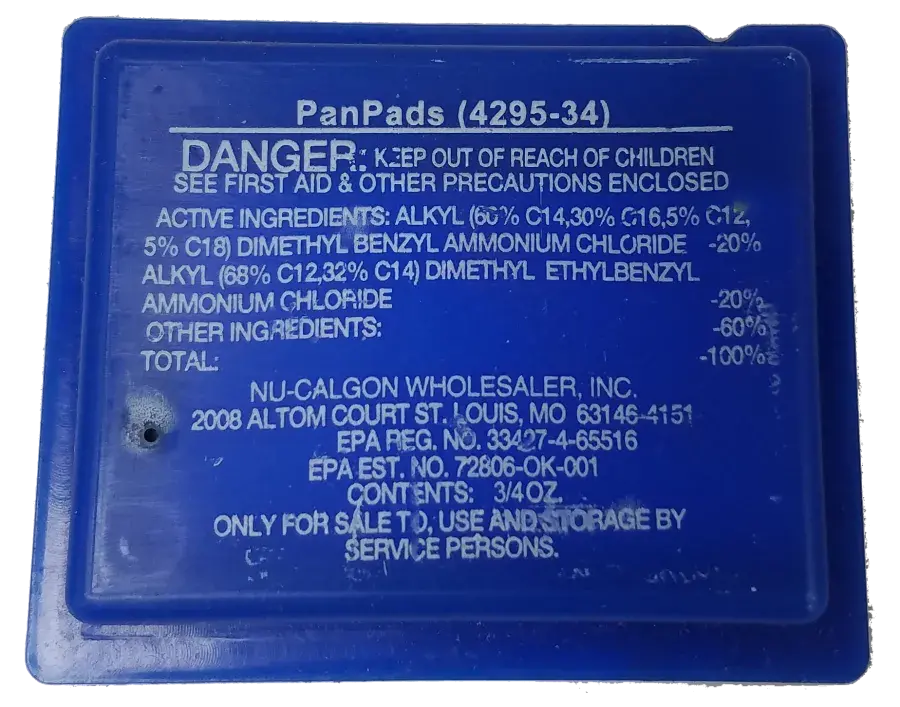 PanPads (4295-34)
DANGER: KEEP OUT OF REACH OF CHILDREN
SEE FIRST AID & OTHER PRECAUTIONS ENCLOSED
ACTIVE INGREDIENTS: ALKYL (60% C14,30% C16,5% C12,
5% C18) DIMETHYL BENZYL AMMONIUM CHLORIDE -20%
ALKYL (68% C12,32% C14) DIMETHYL ETHYLBENZYL
AMMONIUM CHLORIDE -20%
OTHER INGREDIENTS: -60%
TOTAL: -100%
NU-CALGON WHOLESALER, INC.
2008 ALTOM COURT ST. LOUIS, MO 63146-4151
EPA REG. NO. 33427-4-65516
EPA EST. NO. 72806-OK-001
CONTENTS: 3/4 OZ.
ONLY FOR SALE TO, USE AND STORAGE BY
SERVICE PERSONS.